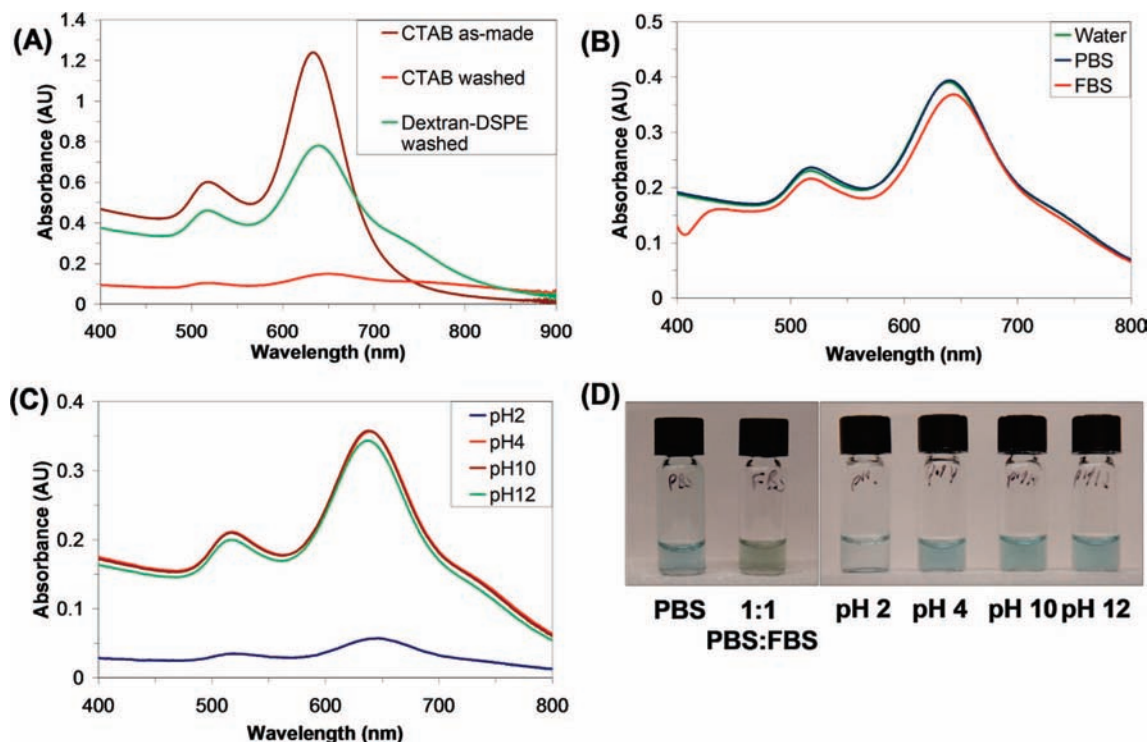 (A)
CTAB as-made
CTAB washed
Dextran-DSPE
washed
Absorbance (AU)
1.4
1.2
1
0.8
0.6
0.4
0.2
0
400 500 600 700 800 900
Wavelength (nm)
(B)
Water
PBS
FBS
Absorbance (AU)
0.5
0.4
0.3
0.2
0.1
0
400 500 600 700 800
Wavelength (nm)
(C)
pH2
pH4
pH10
pH12
Absorbance (AU)
0.4
0.3
0.2
0.1
0
400 500 600 700 800
Wavelength (nm)
(D)
PBS FBS
PBS 1:1 pH 2 pH 4 pH 10 pH 12
PBS:FBS